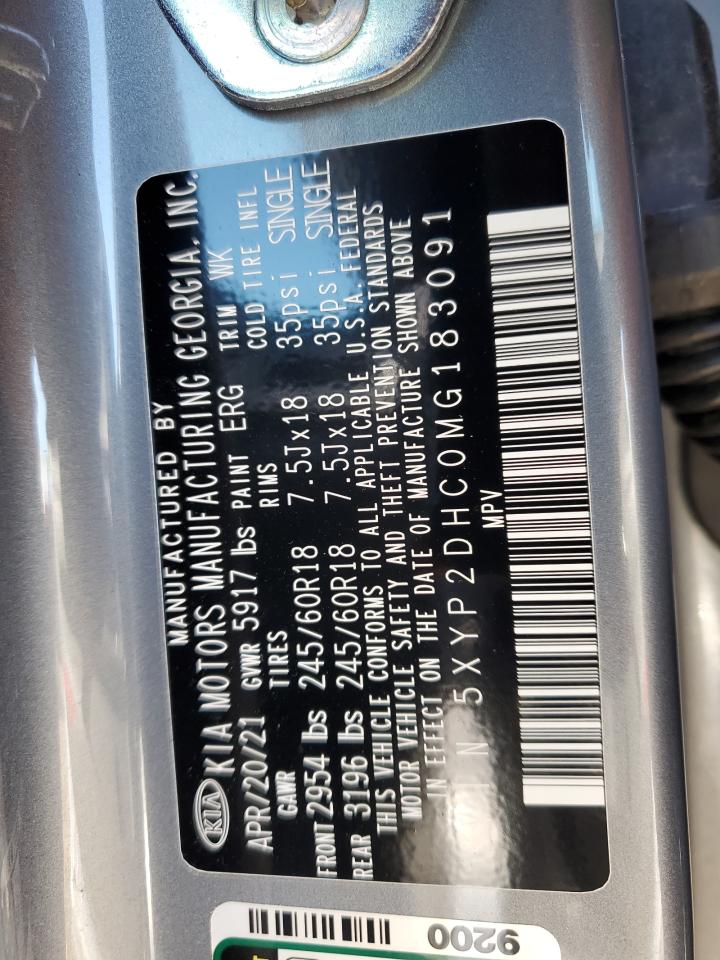 MANUFACTURED BY
KIA KIA MOTORS MANUFACTURING GEORGIA, INC.
APR/20/21 GVWR 5917 lbs PAINT ERG TRIM WK
GAWR TIRES RIMS COLD TIRE INFL
FRONT 2954 lbs 245/60R18 7.5Jx18 35psi SINGLE
REAR 3196 lbs 245/60R18 7.5Jx18 35psi SINGLE
THIS VEHICLE CONFORMS TO ALL APPLICABLE U.S.A. FEDERAL
MOTOR VEHICLE SAFETY AND THEFT PREVENTION STANDARDS
IN EFFECT ON THE DATE OF MANUFACTURE SHOWN ABOVE
VIN 5XYP2DHC0MG183091
MPV
9200